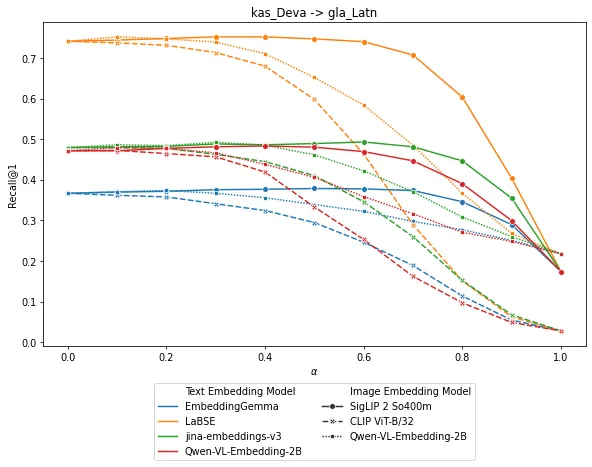 kas_Deva -> gla_Latn
Recall@1
0.7
0.6
0.5
0.4
0.3
0.2
0.1
0.0
0.0 0.2 0.4 0.6 0.8 1.0
α
Text Embedding Model Image Embedding Model
EmbeddingGemma SigLIP 2 So400m
LaBSE CLIP ViT-B/32
jina-embeddings-v3 Qwen-VL-Embedding-2B
Qwen-VL-Embedding-2B